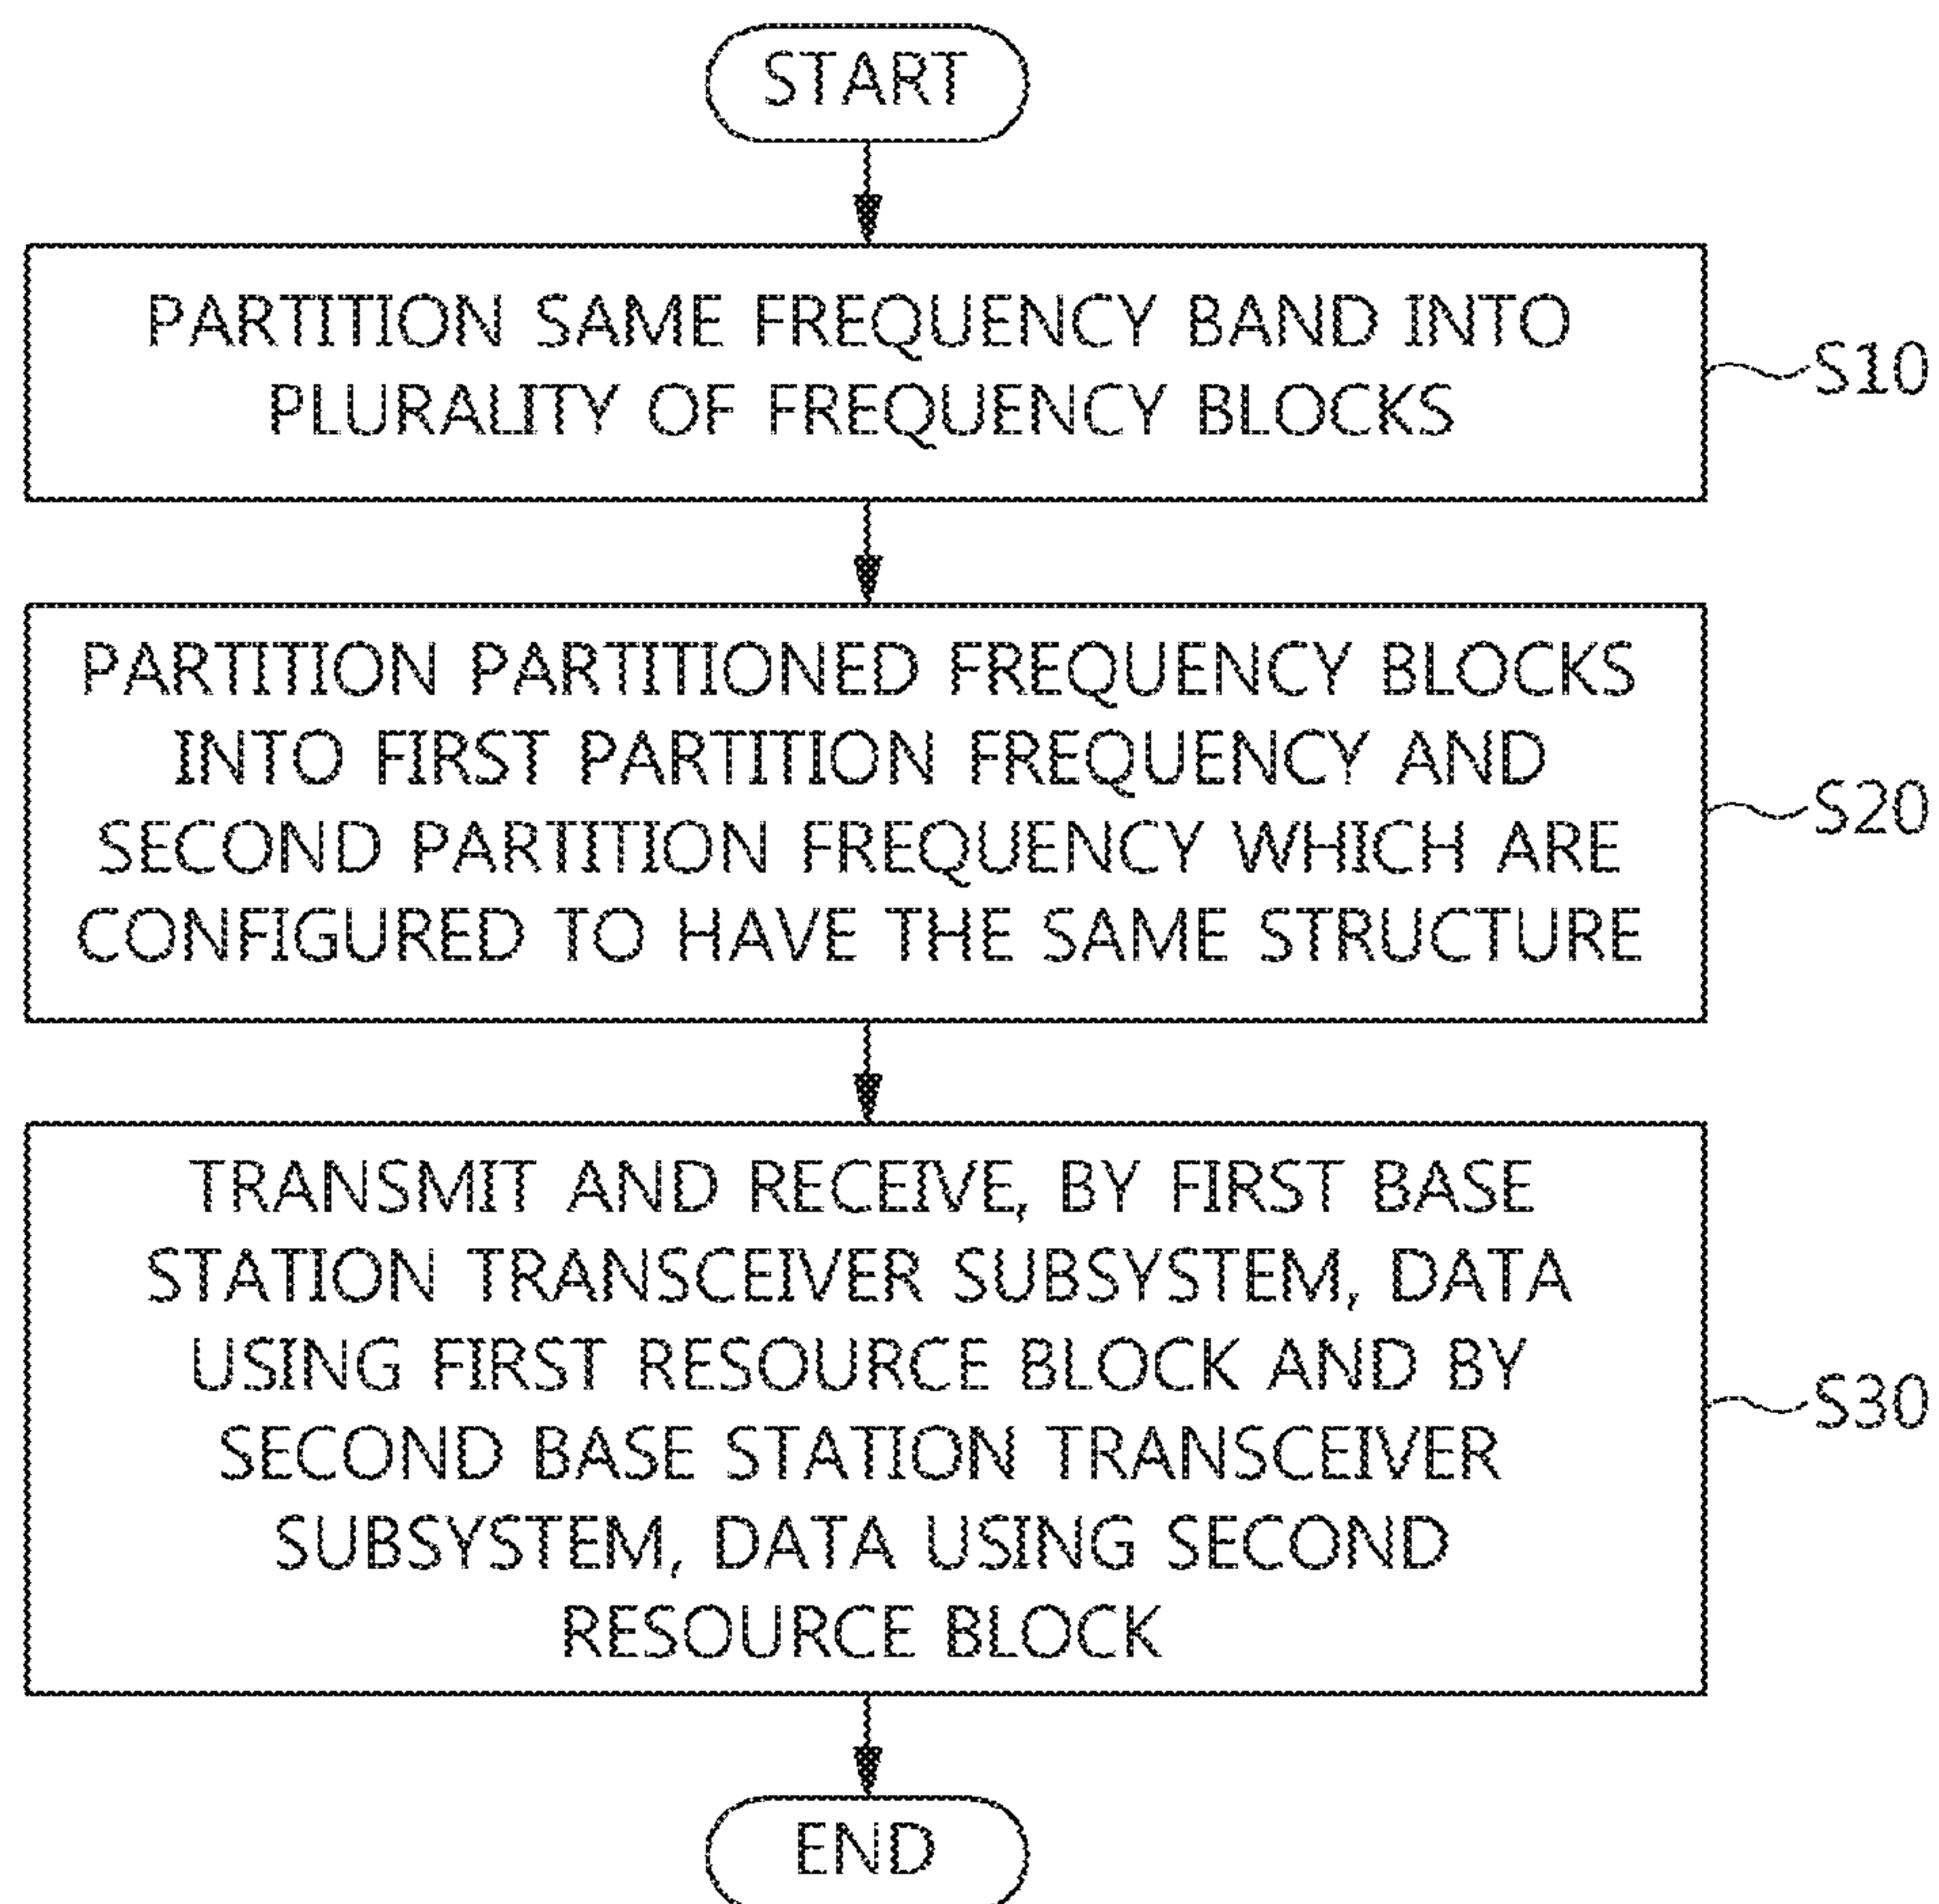 START
PARTITION SAME FREQUENCY BAND INTO
PLURALITY OF FREQUENCY BLOCKS
S10
PARTITION PARTITIONED FREQUENCY BLOCKS
INTO FIRST PARTITION FREQUENCY AND
SECOND PARTITION FREQUENCY WHICH ARE
CONFIGURED TO HAVE THE SAME STRUCTURE
S20
TRANSMIT AND RECEIVE, BY FIRST BASE
STATION TRANSCEIVER SUBSYSTEM, DATA
USING FIRST RESOURCE BLOCK AND BY
SECOND BASE STATION TRANSCEIVER
SUBSYSTEM, DATA USING SECOND
RESOURCE BLOCK
S30
END